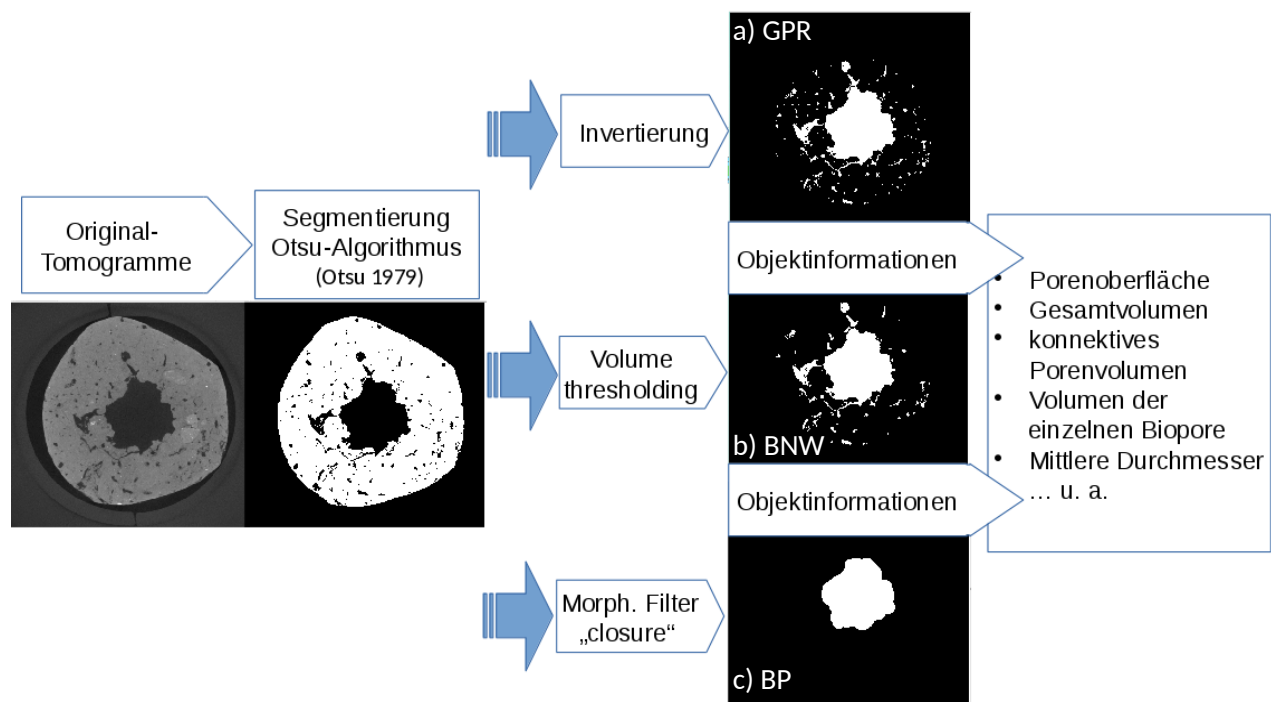 Original-
Tomogramme
Segmentierung
Otsu-Algorithmus
(Otsu 1979)
Invertierung
a) GPR
Objektinformationen
Volume
thresholding
b) BNW
Objektinformationen
Morph. Filter
„closure“
c) BP
• Porenoberfläche
• Gesamtvolumen
• konnektives
Porenvolumen
• Volumen der
einzelnen Biopore
• Mittlere Durchmesser
... u. a.